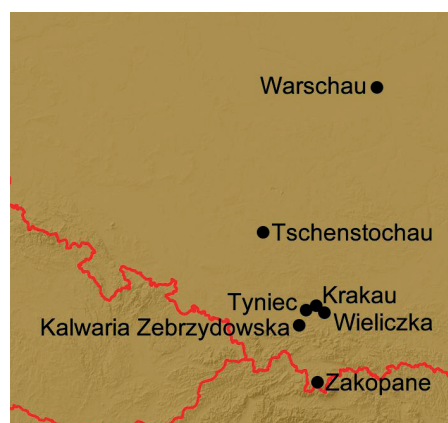 Warschau
Tschenstochau
Krakau
Tyniec
Wieliczka
Kalwaria Zebrzydowska
Zakopane